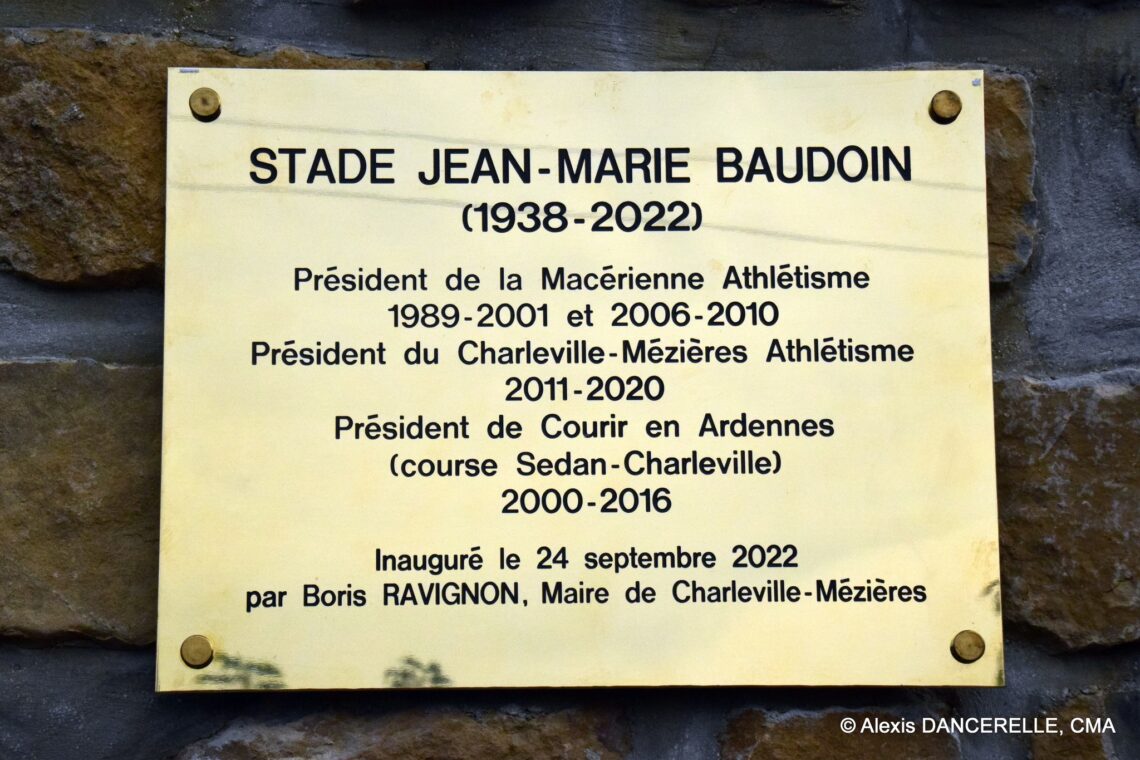 STADE JEAN-MARIE BAUDOIN
(1938-2022)
Président de la Macérienne Athlétisme
1989-2001 et 2006-2010
Président du Charleville-Mézières Athlétisme
2011-2020
Président de Courir en Ardennes
(course Sedan-Charleville)
2000-2016
Inauguré le 24 septembre 2022
par Boris RAVIGNON, Maire de Charleville-Mézières
© Alexis DANCERELLE, CMA